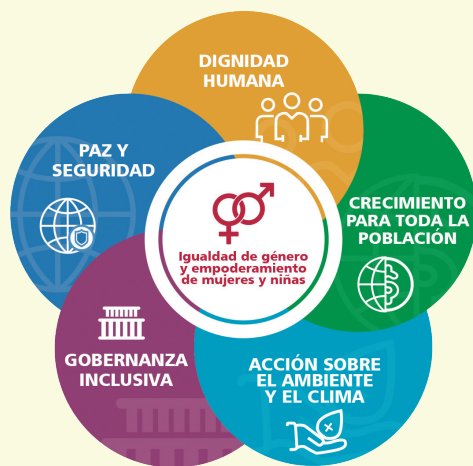 DIGNIDAD
HUMANA
PAZ Y
SEGURIDAD
CRECIMIENTO
PARA TODA LA
POBLACIÓN
Igualdad de género
y empoderamiento
de mujeres y niñas
GOBERNANZA
INCLUSIVA
ACCIÓN SOBRE
EL AMBIENTE
Y EL CLIMA